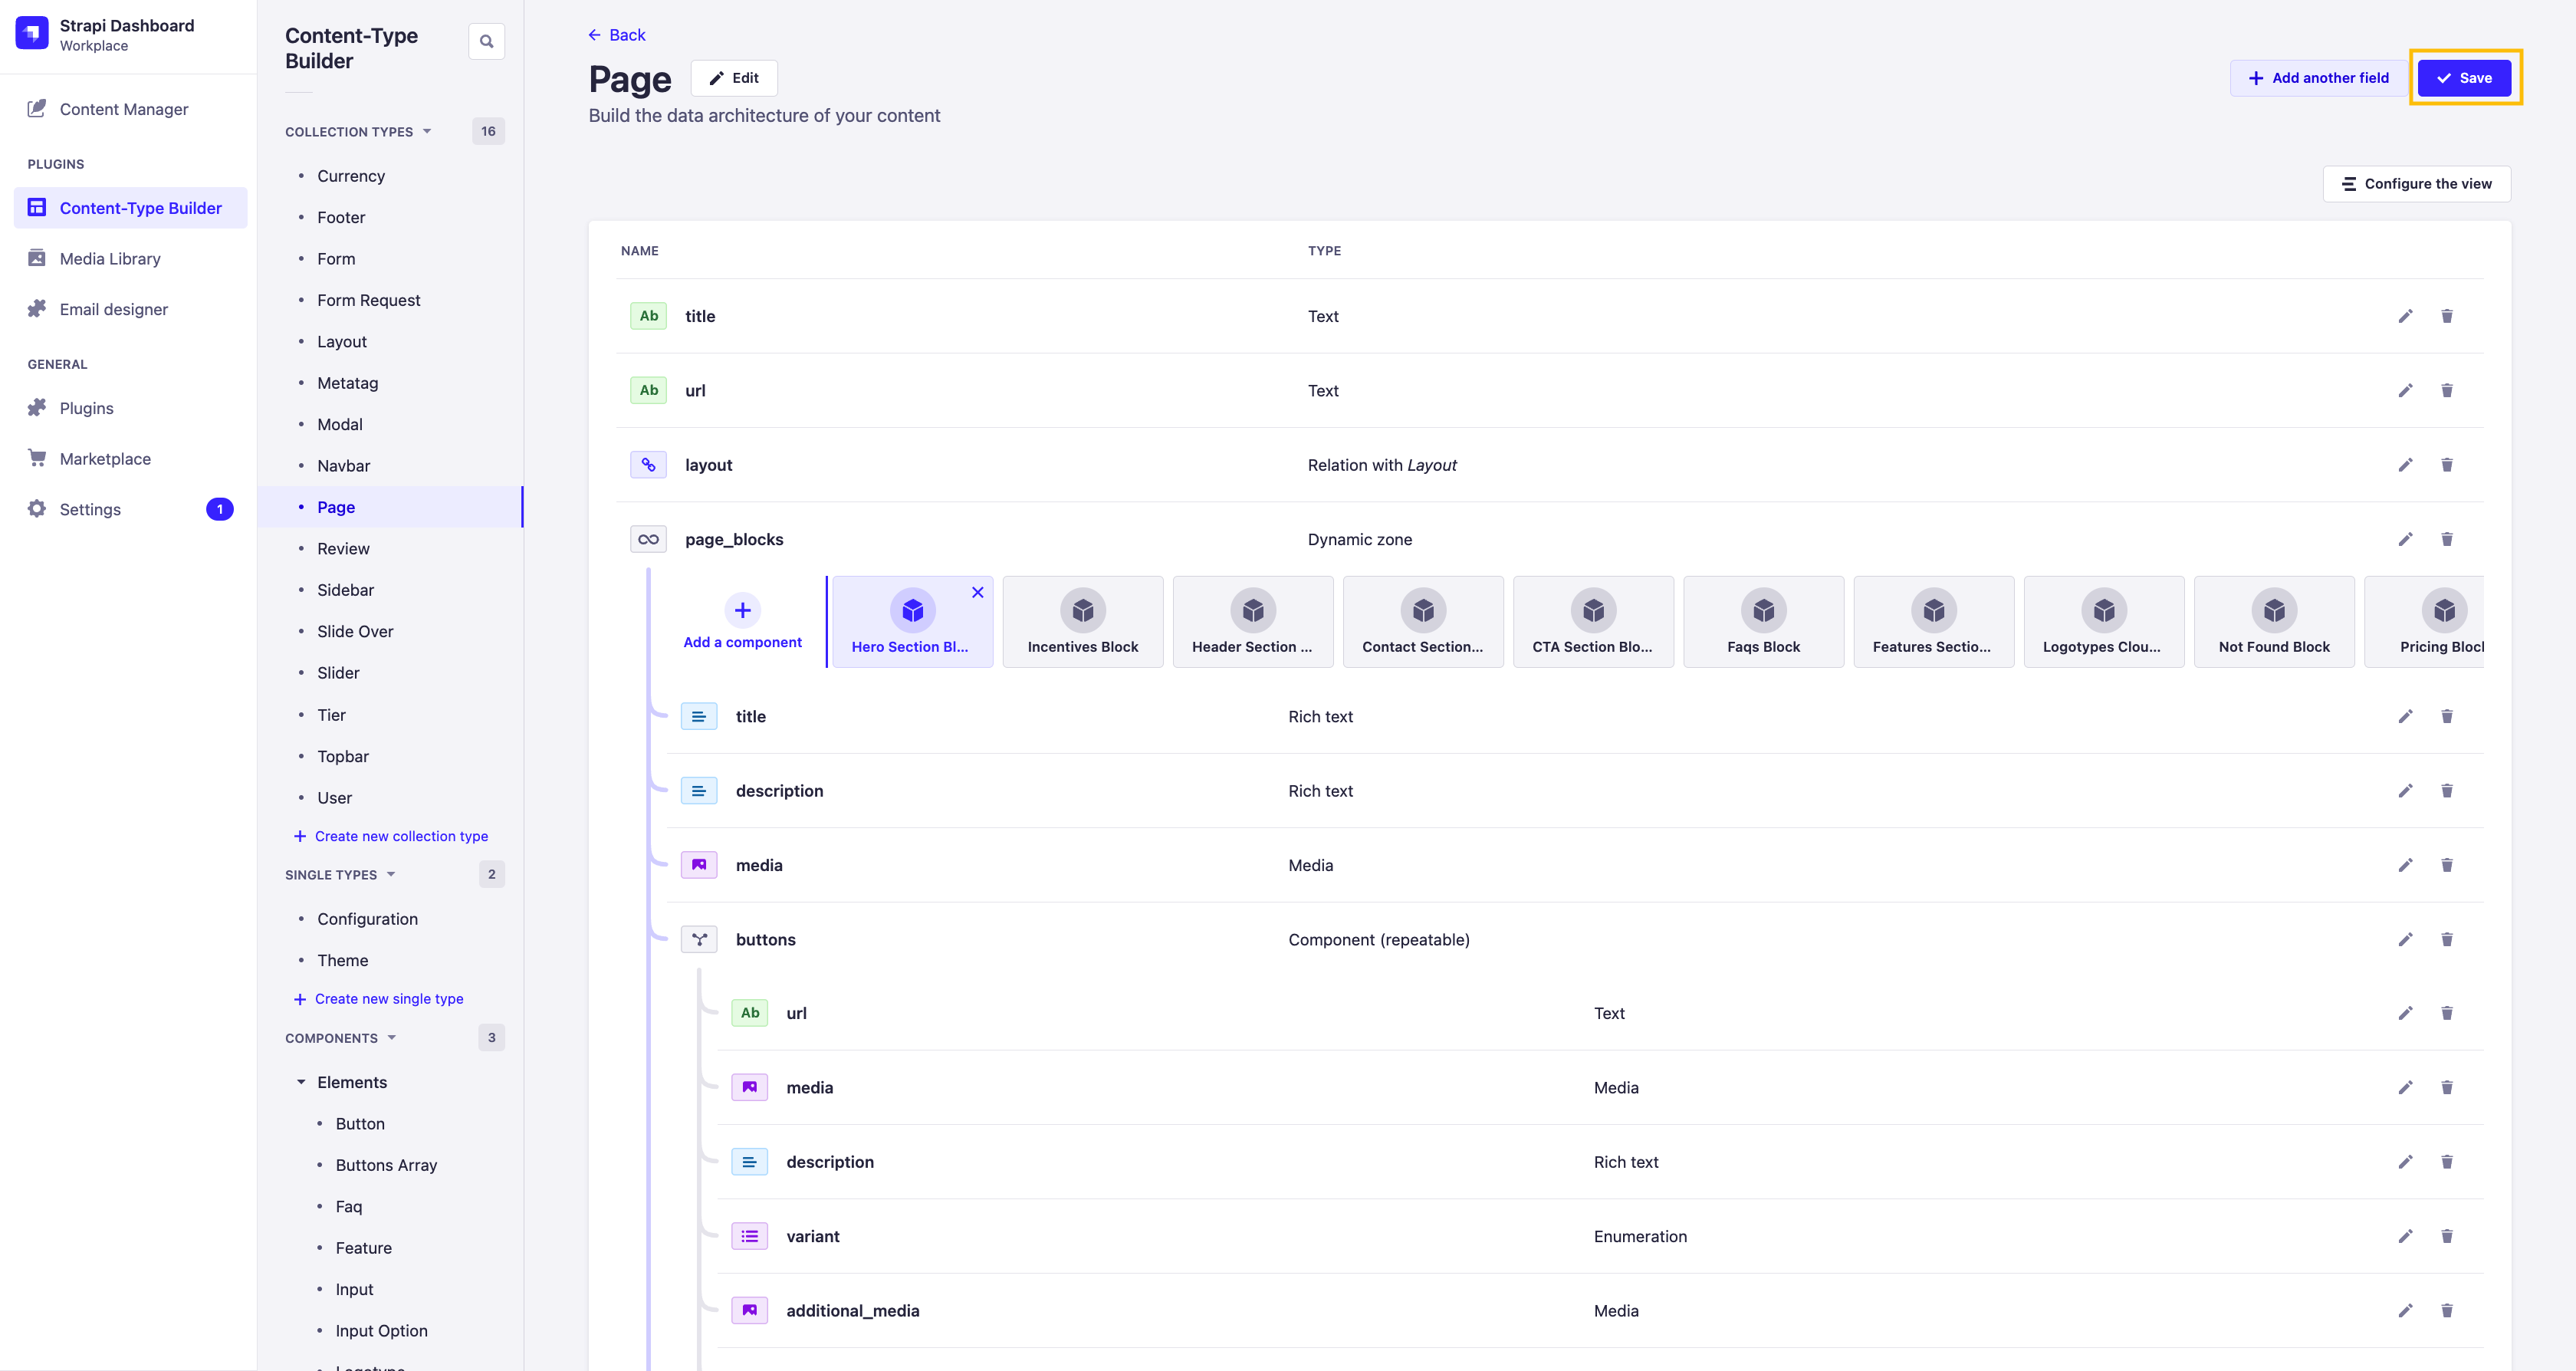 Strapi Dashboard
Workplace
Content Manager
PLUGINS
Content-Type Builder
Media Library
Email designer
GENERAL
Plugins
Marketplace
Settings
1
Content-Type
Builder
COLLECTION TYPES
16
Currency
Footer
Form
Form Request
Layout
Metatag
Modal
Navbar
Page
Review
Sidebar
Slide Over
Slider
Tier
Topbar
User
Create new collection type
SINGLE TYPES
2
Configuration
Theme
Create new single type
COMPONENTS
3
Elements
Button
Buttons Array
Faq
Feature
Input
Input Option
Back
Page
Edit
Build the data architecture of your content
Add another field
Save
Configure the view
NAME TYPE
Ab title Text
Ab url Text
layout Relation with Layout
page_blocks Dynamic zone
Add a component
Hero Section Bl...
Incentives Block
Header Section ...
Contact Section...
CTA Section Blo...
Faqs Block
Features Sectio...
Logotypes Clou...
Not Found Block
Pricing Bloc
title Rich text
description Rich text
media Media
buttons Component (repeatable)
Ab url Text
media Media
description Rich text
variant Enumeration
additional_media Media